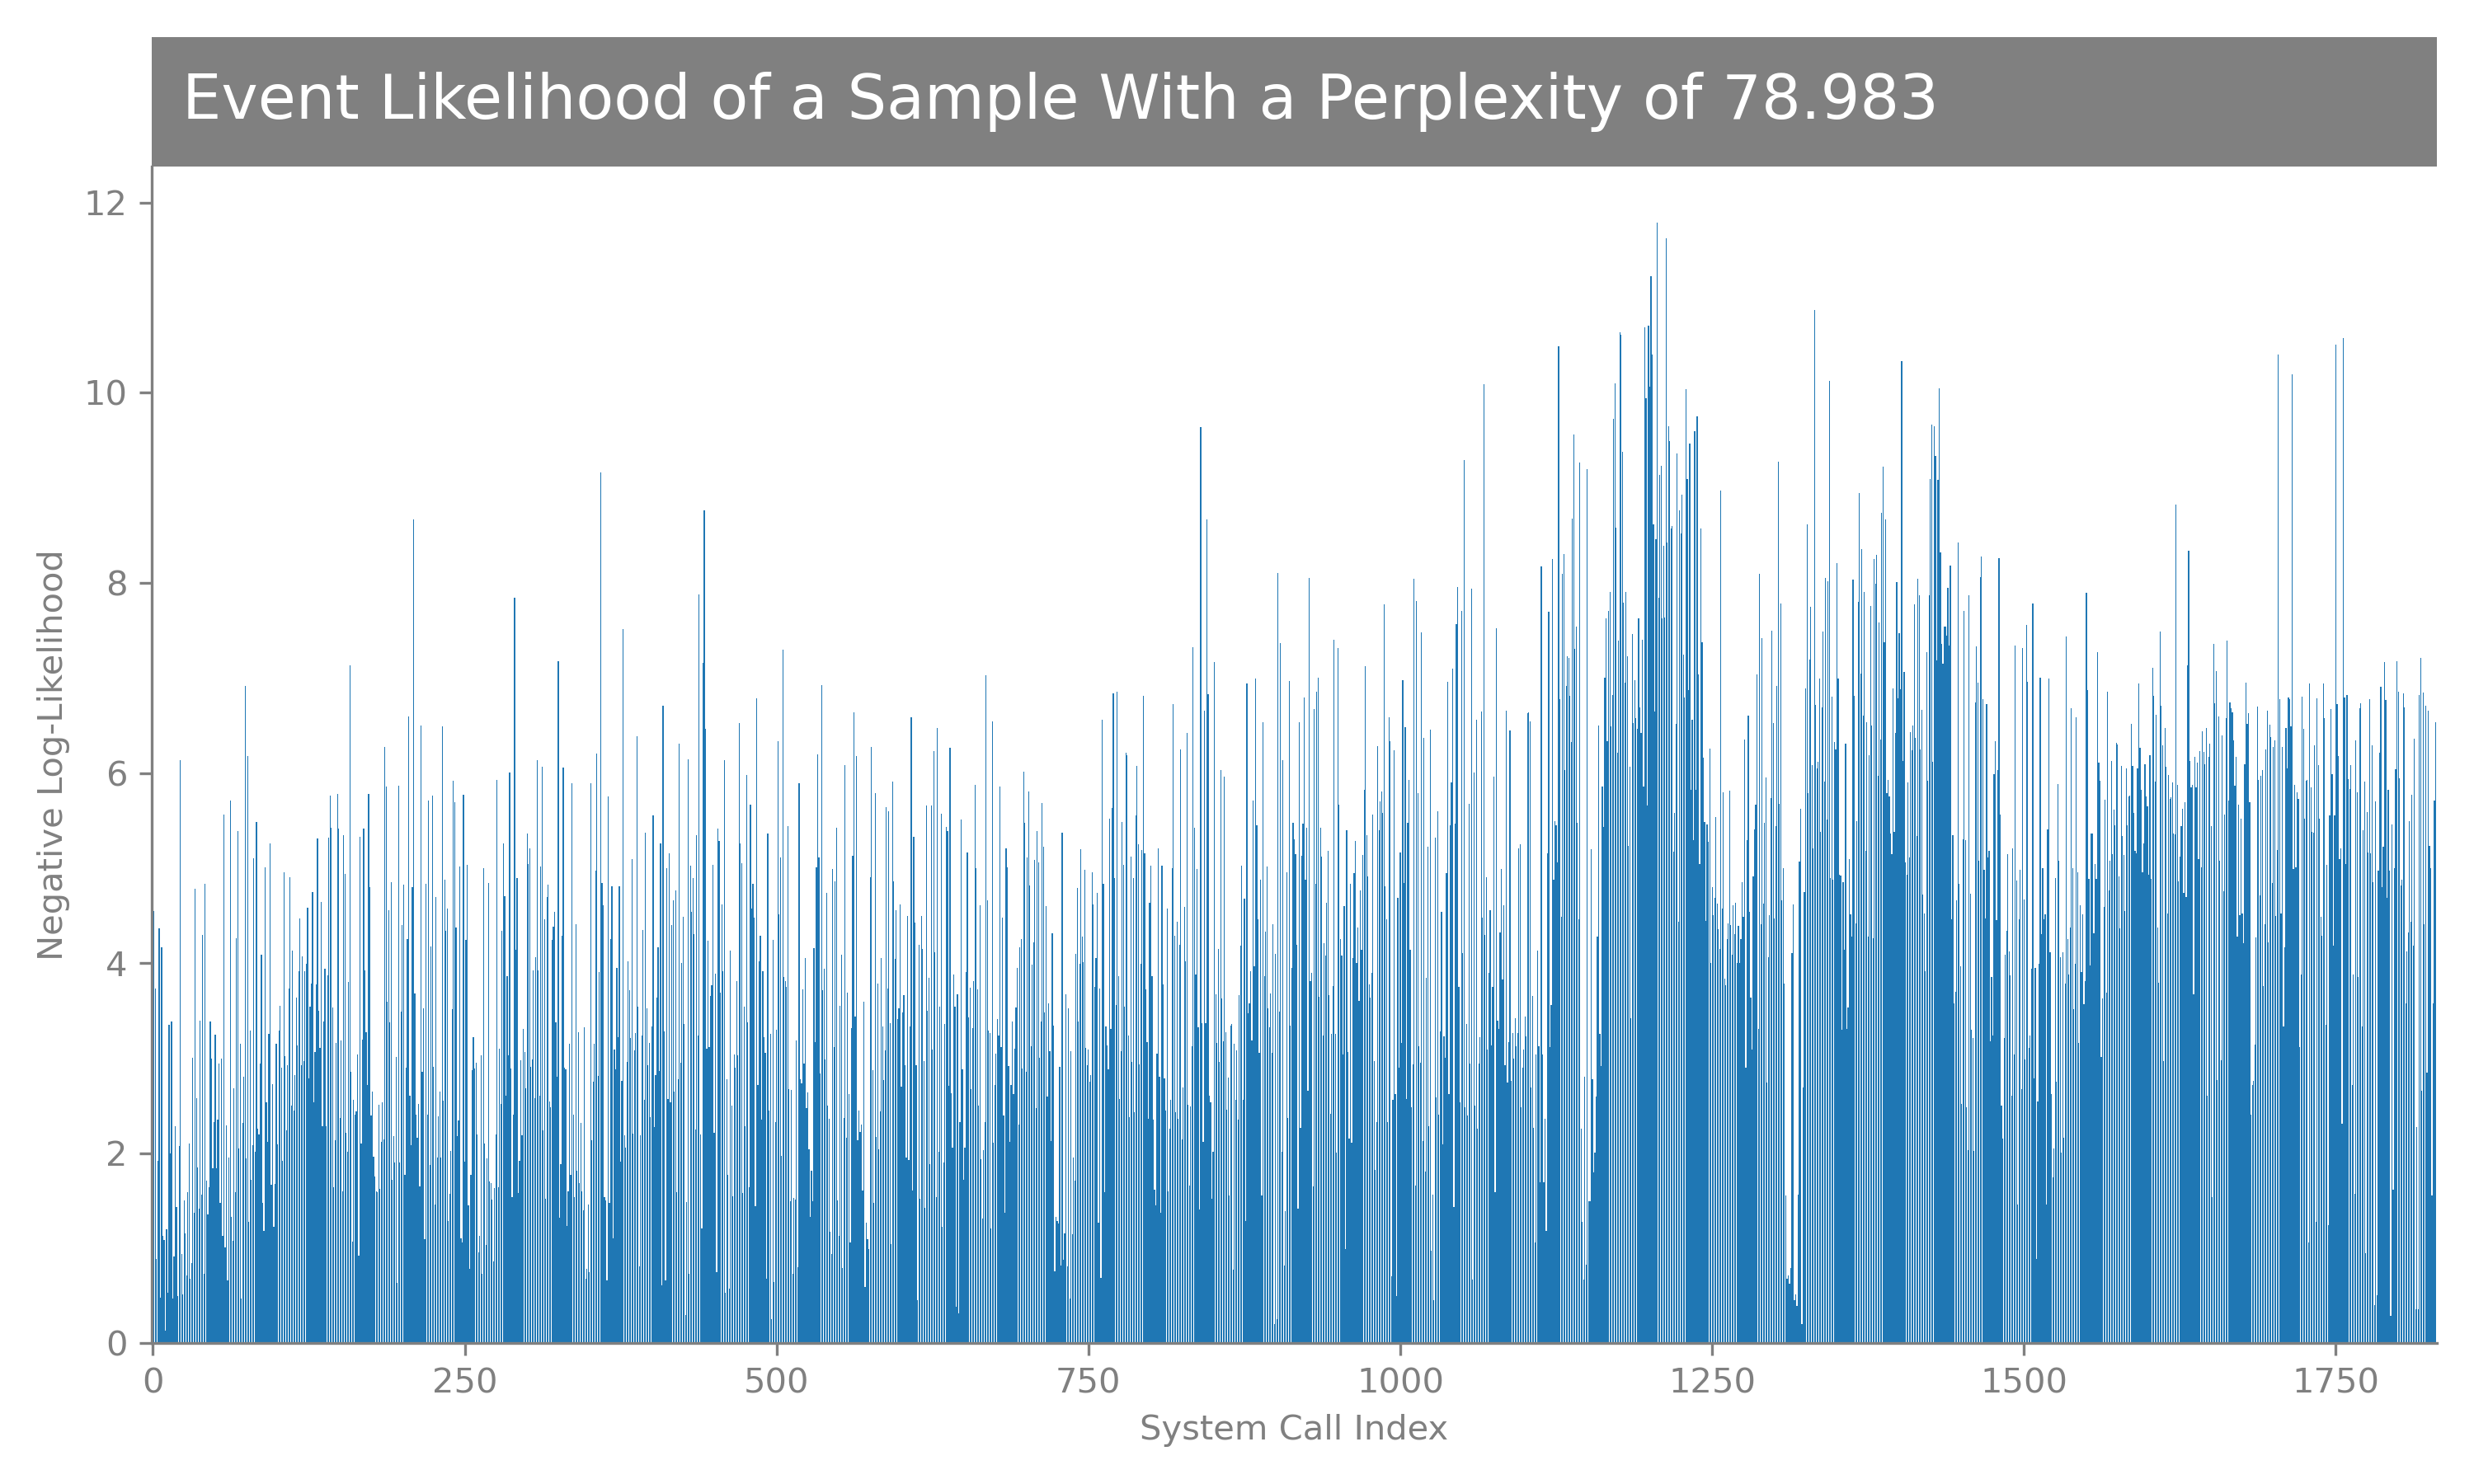 Event Likelihood of a Sample With a Perplexity of 78.983
12
10
8
6
4
2
0
Negative Log-Likelihood
0 250 500 750 1000 1250 1500 1750
System Call Index